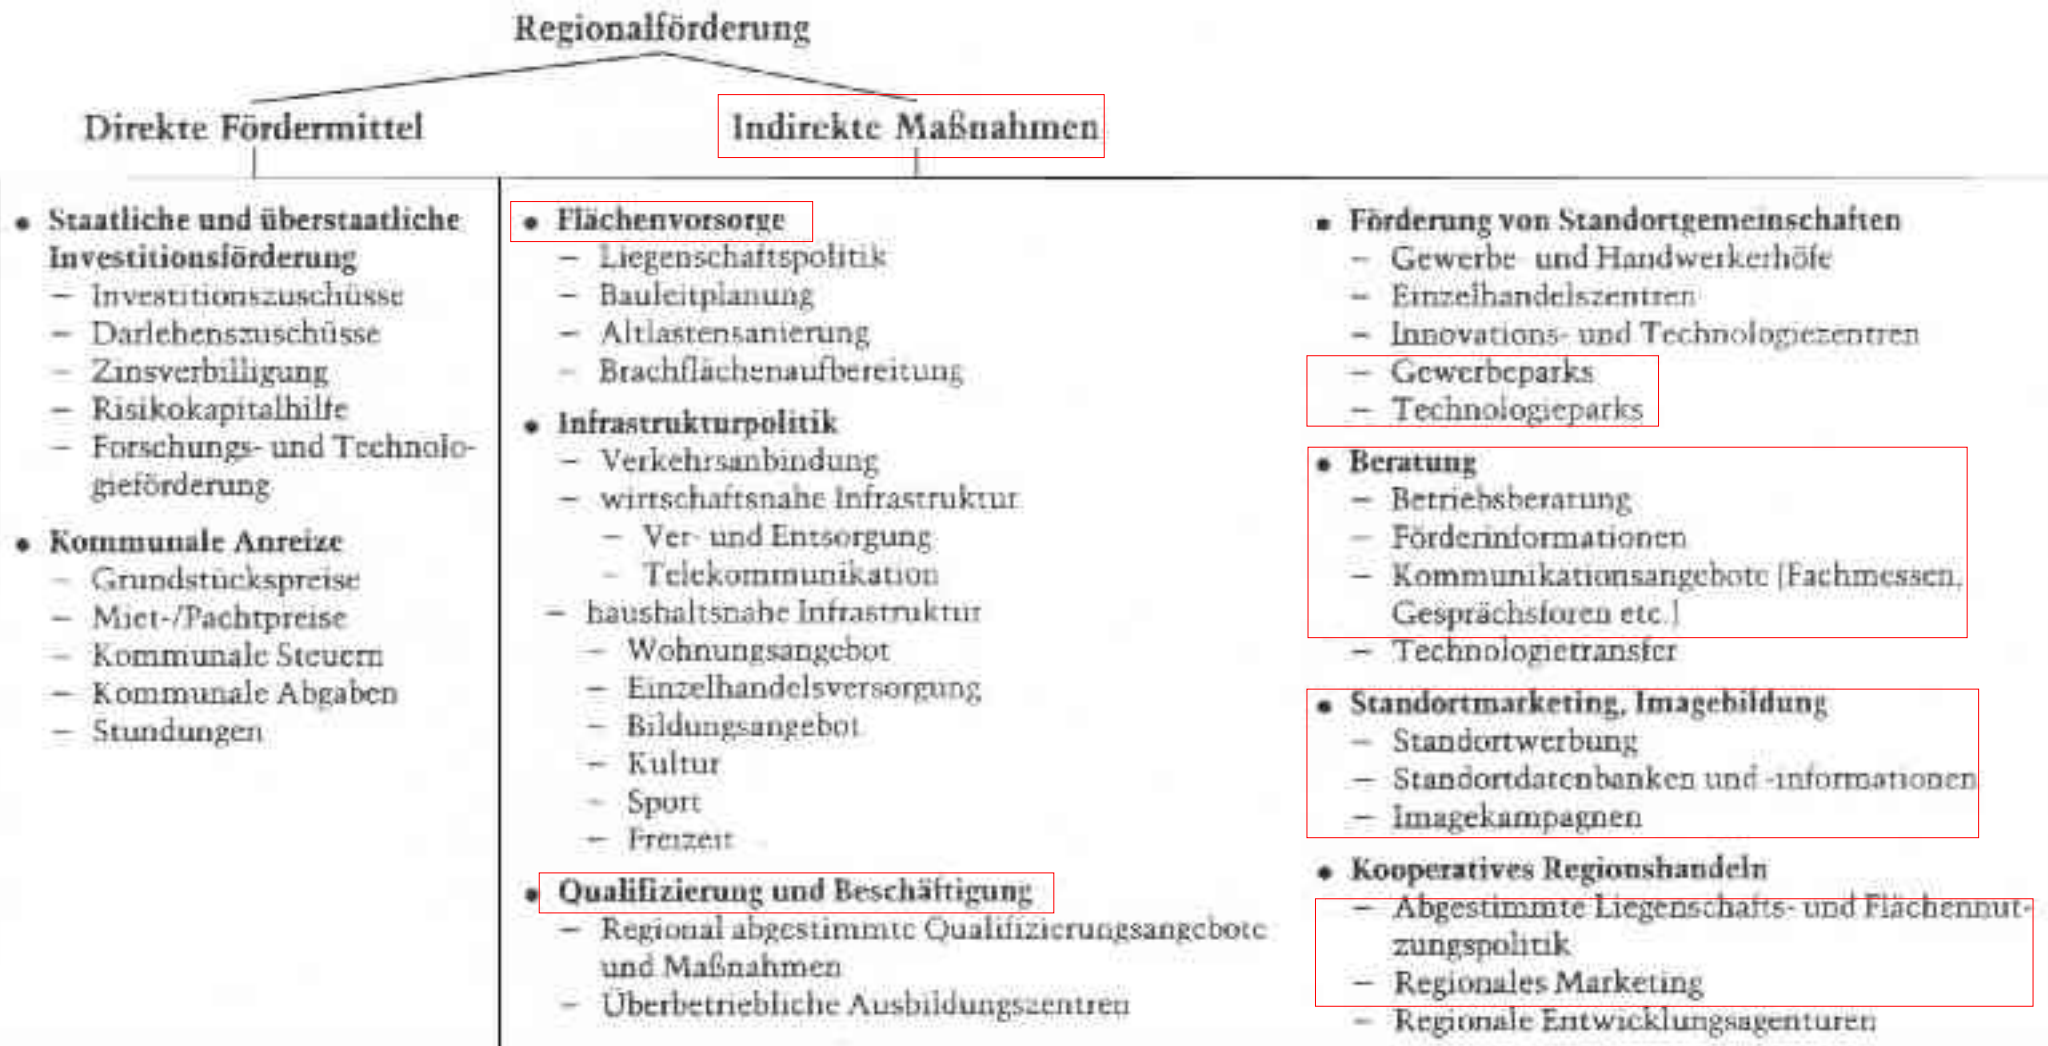 Regionalförderung
Direkte Fördermittel
Indirekte Maßnahmen
• Staatliche und überstaatliche
Investitionsförderung
– Investitionszuschüsse
– Darlehenszuschüsse
– Zinsverbilligung
– Risikokapitalhilfe
– Forschungs- und Technolo-
gieförderung
• Kommunale Anreize
– Grundstückspreise
– Miet-/Pachtpreise
– Kommunale Steuern
– Kommunale Abgaben
– Stundungen
• Flächenvorsorge
– Liegenschaftspolitik
– Bauleitplanung
– Altlastensanierung
– Brachflächenaufbereitung
• Infrastrukturpolitik
– Verkehrsanbindung
– wirtschaftsnahe Infrastruktur
– Ver- und Entsorgung
– Telekommunikation
– haushaltsnahe Infrastruktur
– Wohnungsangebot
– Einzelhandelsversorgung
– Bildungsangebot
– Kultur
– Sport
– Freizeit
• Qualifizierung und Beschäftigung
– Regional abgestimmte Qualifizierungsangebote
und Maßnahmen
– Überbetriebliche Ausbildungszentren
• Förderung von Standortgemeinschaften
– Gewerbe- und Handwerkerhöfe
– Einzelhandelszentren
– Innovations- und Technologiezentren
– Gewerbeparks
– Technologieparks
• Beratung
– Betriebsberatung
– Förderinformationen
– Kommunikationsangebote (Fachmessen,
Gesprächsforen etc.)
– Technologietransfer
• Standortmarketing, Imagebildung
– Standortwerbung
– Standortdatenbanken und -informationen
– Imagekampagnen
• Kooperatives Regionshandeln
– Abgestimmte Liegenschafts- und Flächennut-
zungspolitik
– Regionales Marketing
– Regionale Entwicklungsagenturen